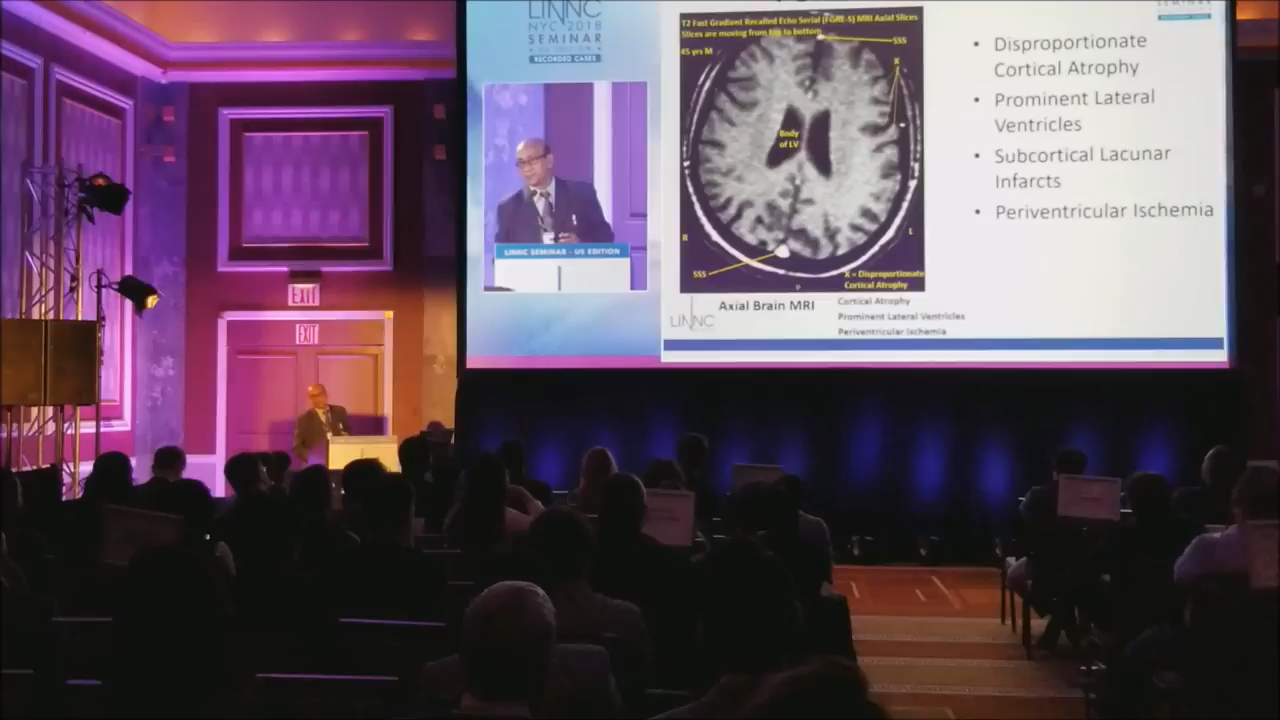 LINNC
NYC 2018
SEMINAR
RECORDED CASES
SEMINAR
T2 Fast Gradient Recalled Echo Serial (FGRE-S) MRI Axial Slices
Slices are moving from top to bottom
45 yrs M
SSS
X
Body
of LV
R
L
SSS
P
X = Disproportionate
Cortical Atrophy
• Disproportionate
Cortical Atrophy
• Prominent Lateral
Ventricles
• Subcortical Lacunar
Infarcts
• Periventricular Ischemia
LINNC SEMINAR - US EDITION
LINNC
Axial Brain MRI
Cortical Atrophy
Prominent Lateral Ventricles
Periventricular Ischemia
EXIT
EXIT